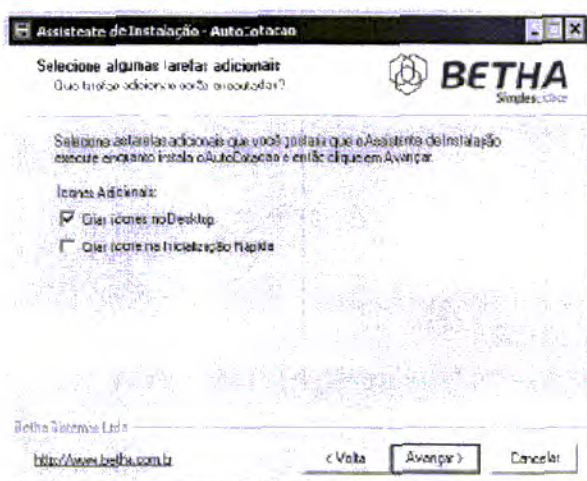 Assistente de Instalação - AutoCotacao
Selecione algumas tarefas adicionais
Que tarefas adicionais serão executadas?
BETHA
Simples
Selecione as tarefas adicionais que você gostaria que o Assistente de Instalação
execute enquanto instala o AutoCotacao e então clique em Avançar.
Ícones Adicionais:
Criar ícones no Desktop
Criar ícone na Inicialização Rápida
Betha Sistemas Ltda
http://www.betha.com.br
< Volta
Avançar >
Cancelar